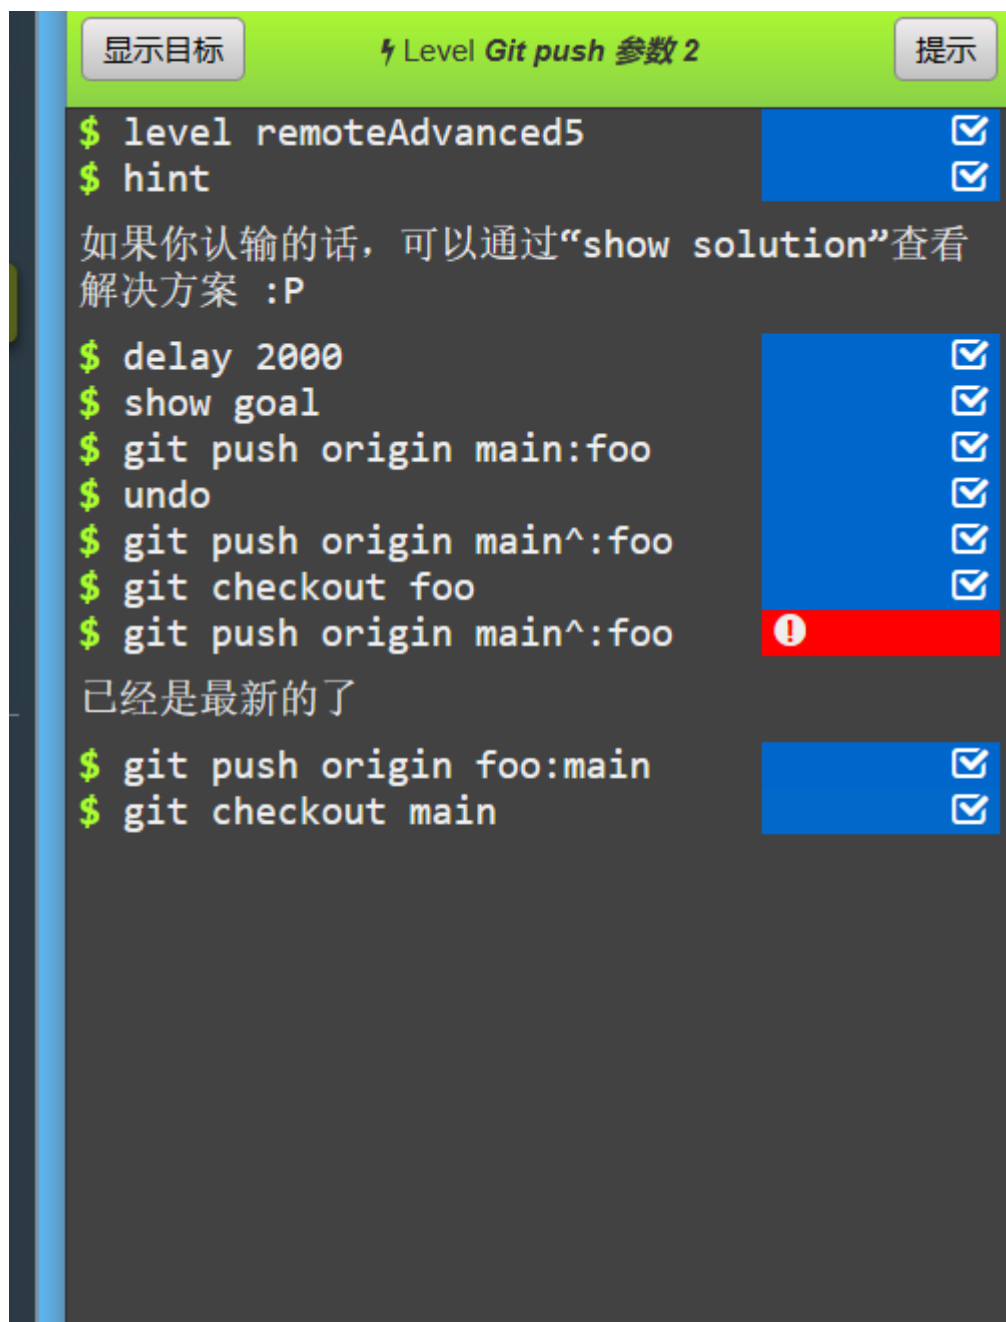 显示目标
Level Git push 参数 2
提示
$ level remoteAdvanced5
$ hint
如果你认输的话，可以通过“show solution”查看
解决方案 :P
$ delay 2000
$ show goal
$ git push origin main:foo
$ undo
$ git push origin main^:foo
$ git checkout foo
$ git push origin main^:foo
已经是最新的了
$ git push origin foo:main
$ git checkout main